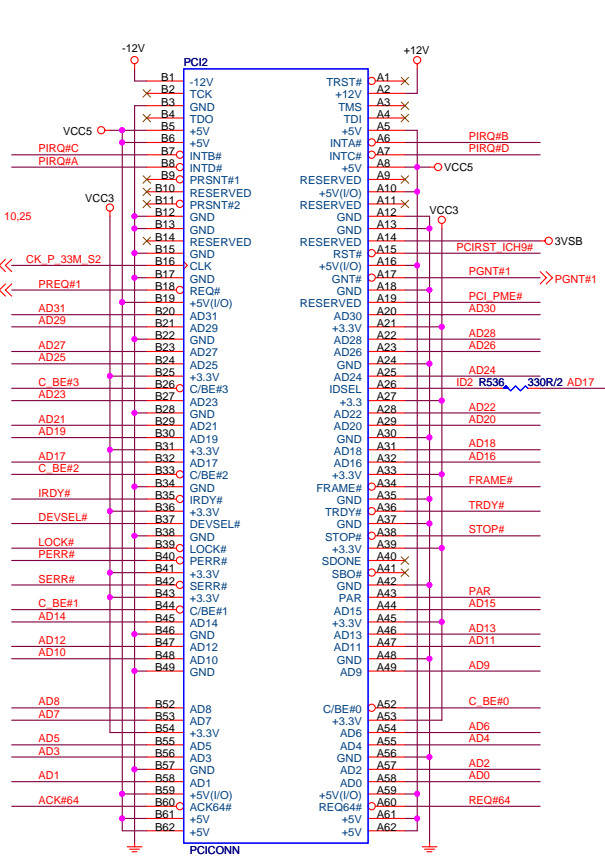 -12V
+12V
PCI2
B1 -12V TRST# A1
B2 TCK +12V A2
B3 GND TMS A3
B4 TDO TDI A4
VCC5 B5 +5V +5V A5
B6 +5V INTA# A6 PIRQ#B
PIRQ#C B7 INTB# INTC# A7 PIRQ#D
PIRQ#A B8 INTD# +5V A8 VCC5
B9 PRSNT#1 RESERVED A9
B10 RESERVED +5V(I/O) A10
VCC3 B11 PRSNT#2 RESERVED A11 VCC3
10,25 B12 GND GND A12
B13 GND GND A13
B14 RESERVED RESERVED A14 3VSB
B15 GND RST# A15 PCIRST_ICH9#
CK_P_33M_S2 B16 CLK +5V(I/O) A16
B17 GND GNT# A17 PGNT#1 PGNT#1
PREQ#1 B18 REQ# GND A18
B19 +5V(I/O) RESERVED A19 PCI_PME#
AD31 B20 AD31 AD30 A20 AD30
AD29 B21 AD29 +3.3V A21
B22 GND AD28 A22 AD28
AD27 B23 AD27 AD26 A23 AD26
AD25 B24 AD25 GND A24
B25 +3.3V AD24 A25 AD24
C_BE#3 B26 C/BE#3 IDSEL A26 ID2 R536 330R/2 AD17
AD23 B27 AD23 +3.3 A27
B28 GND AD22 A28 AD22
AD21 B29 AD21 AD20 A29 AD20
AD19 B30 AD19 GND A30
B31 +3.3V AD18 A31 AD18
AD17 B32 AD17 AD16 A32 AD16
C_BE#2 B33 C/BE#2 +3.3V A33
B34 GND FRAME# A34 FRAME#
IRDY# B35 IRDY# GND A35
B36 +3.3V TRDY# A36 TRDY#
DEVSEL# B37 DEVSEL# GND A37
B38 GND STOP# A38 STOP#
LOCK# B39 LOCK# +3.3V A39
PERR# B40 PERR# SDONE A40
B41 +3.3V SBO# A41
SERR# B42 SERR# GND A42
B43 +3.3V PAR A43 PAR
C_BE#1 B44 C/BE#1 AD15 A44 AD15
AD14 B45 AD14 +3.3V A45
B46 GND AD13 A46 AD13
AD12 B47 AD12 AD11 A47 AD11
AD10 B48 AD10 GND A48
B49 GND AD9 A49 AD9
AD8 B52 AD8 C/BE#0 A52 C_BE#0
AD7 B53 AD7 +3.3V A53
B54 +3.3V AD6 A54 AD6
AD5 B55 AD5 AD4 A55 AD4
AD3 B56 AD3 GND A56
B57 GND AD2 A57 AD2
AD1 B58 AD1 AD0 A58 AD0
B59 +5V(I/O) +5V(I/O) A59
ACK#64 B60 ACK64# REQ64# A60 REQ#64
B61 +5V +5V A61
B62 +5V +5V A62
PCICONN